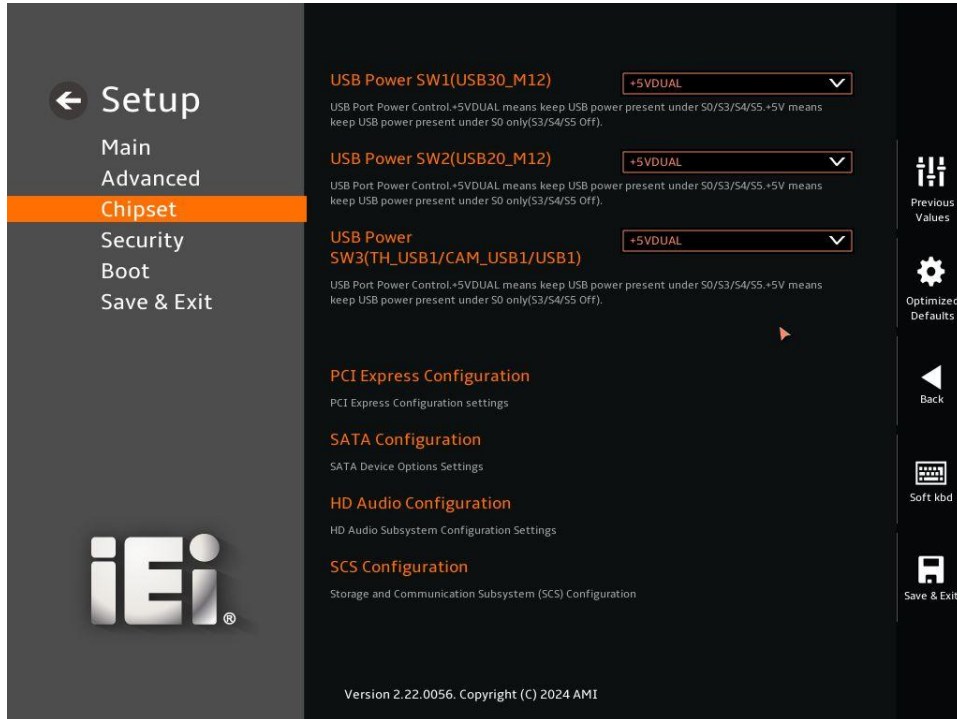 Setup
Main
Advanced
Chipset
Security
Boot
Save & Exit
iEi
®
USB Power SW1(USB30_M12)
+5VDUAL
USB Port Power Control.+5VDUAL means keep USB power present under S0/S3/S4/S5.+5V means
keep USB power present under S0 only(S3/S4/S5 Off).
USB Power SW2(USB20_M12)
+5VDUAL
USB Port Power Control.+5VDUAL means keep USB power present under S0/S3/S4/S5.+5V means
keep USB power present under S0 only(S3/S4/S5 Off).
USB Power
SW3(TH_USB1/CAM_USB1/USB1)
+5VDUAL
USB Port Power Control.+5VDUAL means keep USB power present under S0/S3/S4/S5.+5V means
keep USB power present under S0 only(S3/S4/S5 Off).
PCI Express Configuration
PCI Express Configuration settings
SATA Configuration
SATA Device Options Settings
HD Audio Configuration
HD Audio Subsystem Configuration Settings
SCS Configuration
Storage and Communication Subsystem (SCS) Configuration
Version 2.22.0056. Copyright (C) 2024 AMI
Previous
Values
Optimized
Defaults
Back
Soft kbd
Save & Exit